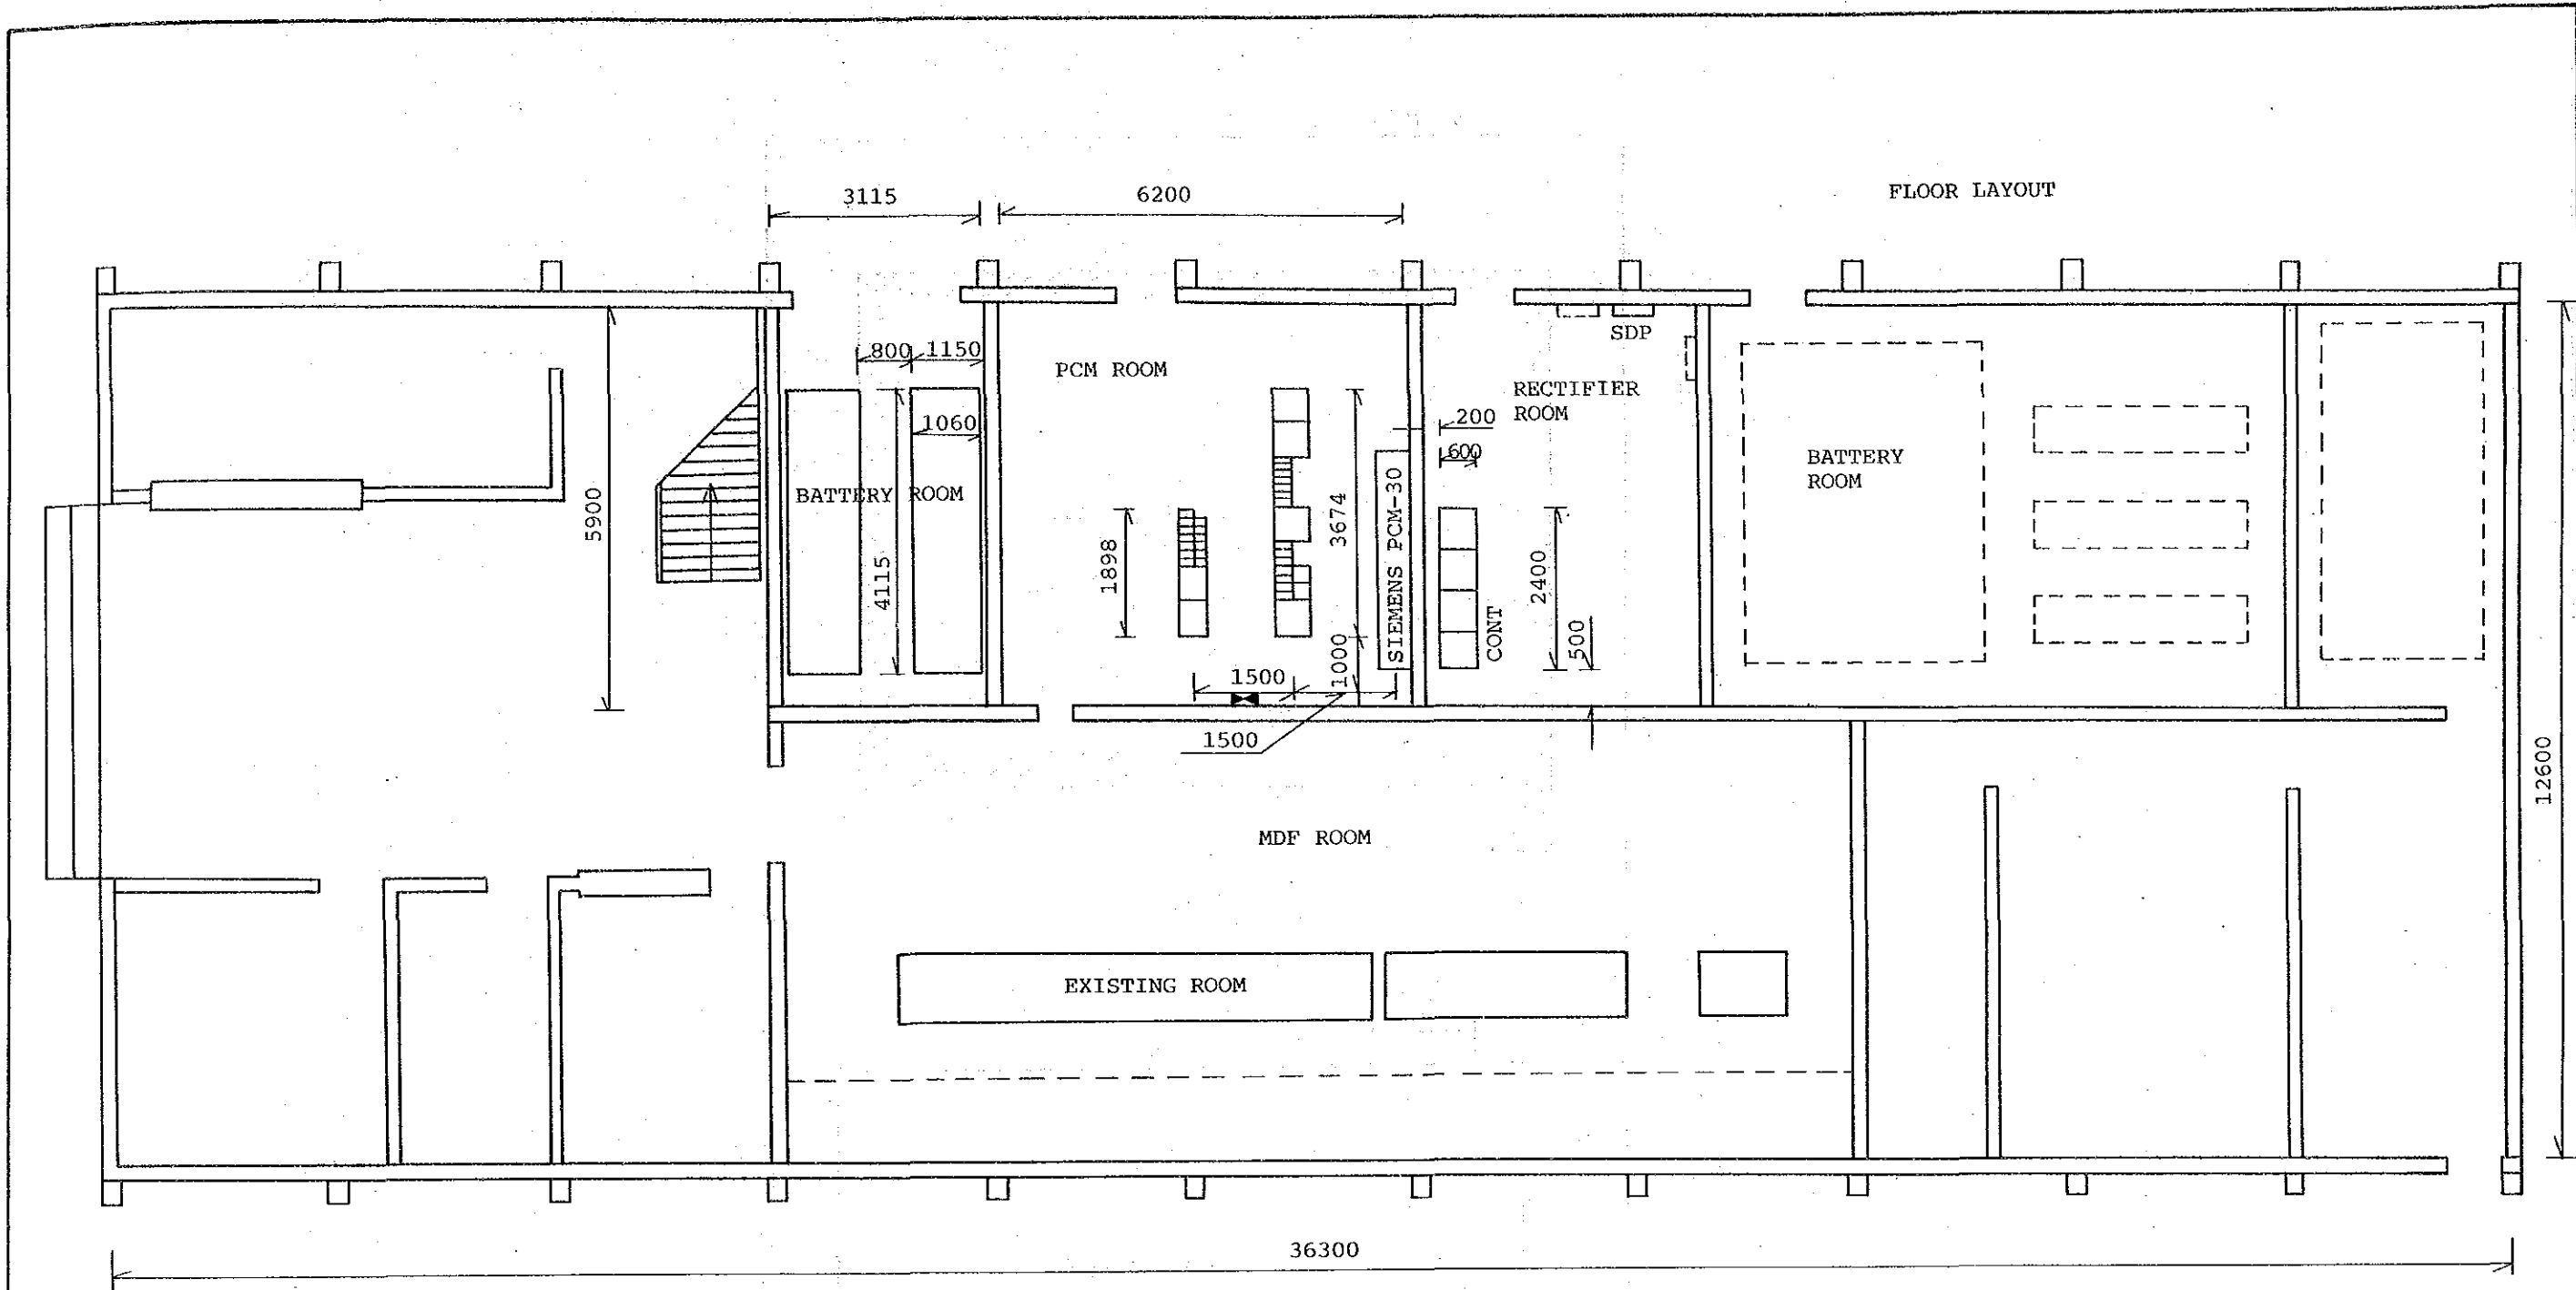 FLOOR LAYOUT
3115
6200
SDP
800
1150
PCM ROOM
RECTIFIER
ROOM
200
1060
600
BATTERY
ROOM
BATTERY ROOM
5900
4115
1898
3674
SIEMENS PCM-30
2400
CONT
500
1000
1500
1500
12600
MDF ROOM
EXISTING ROOM
36300